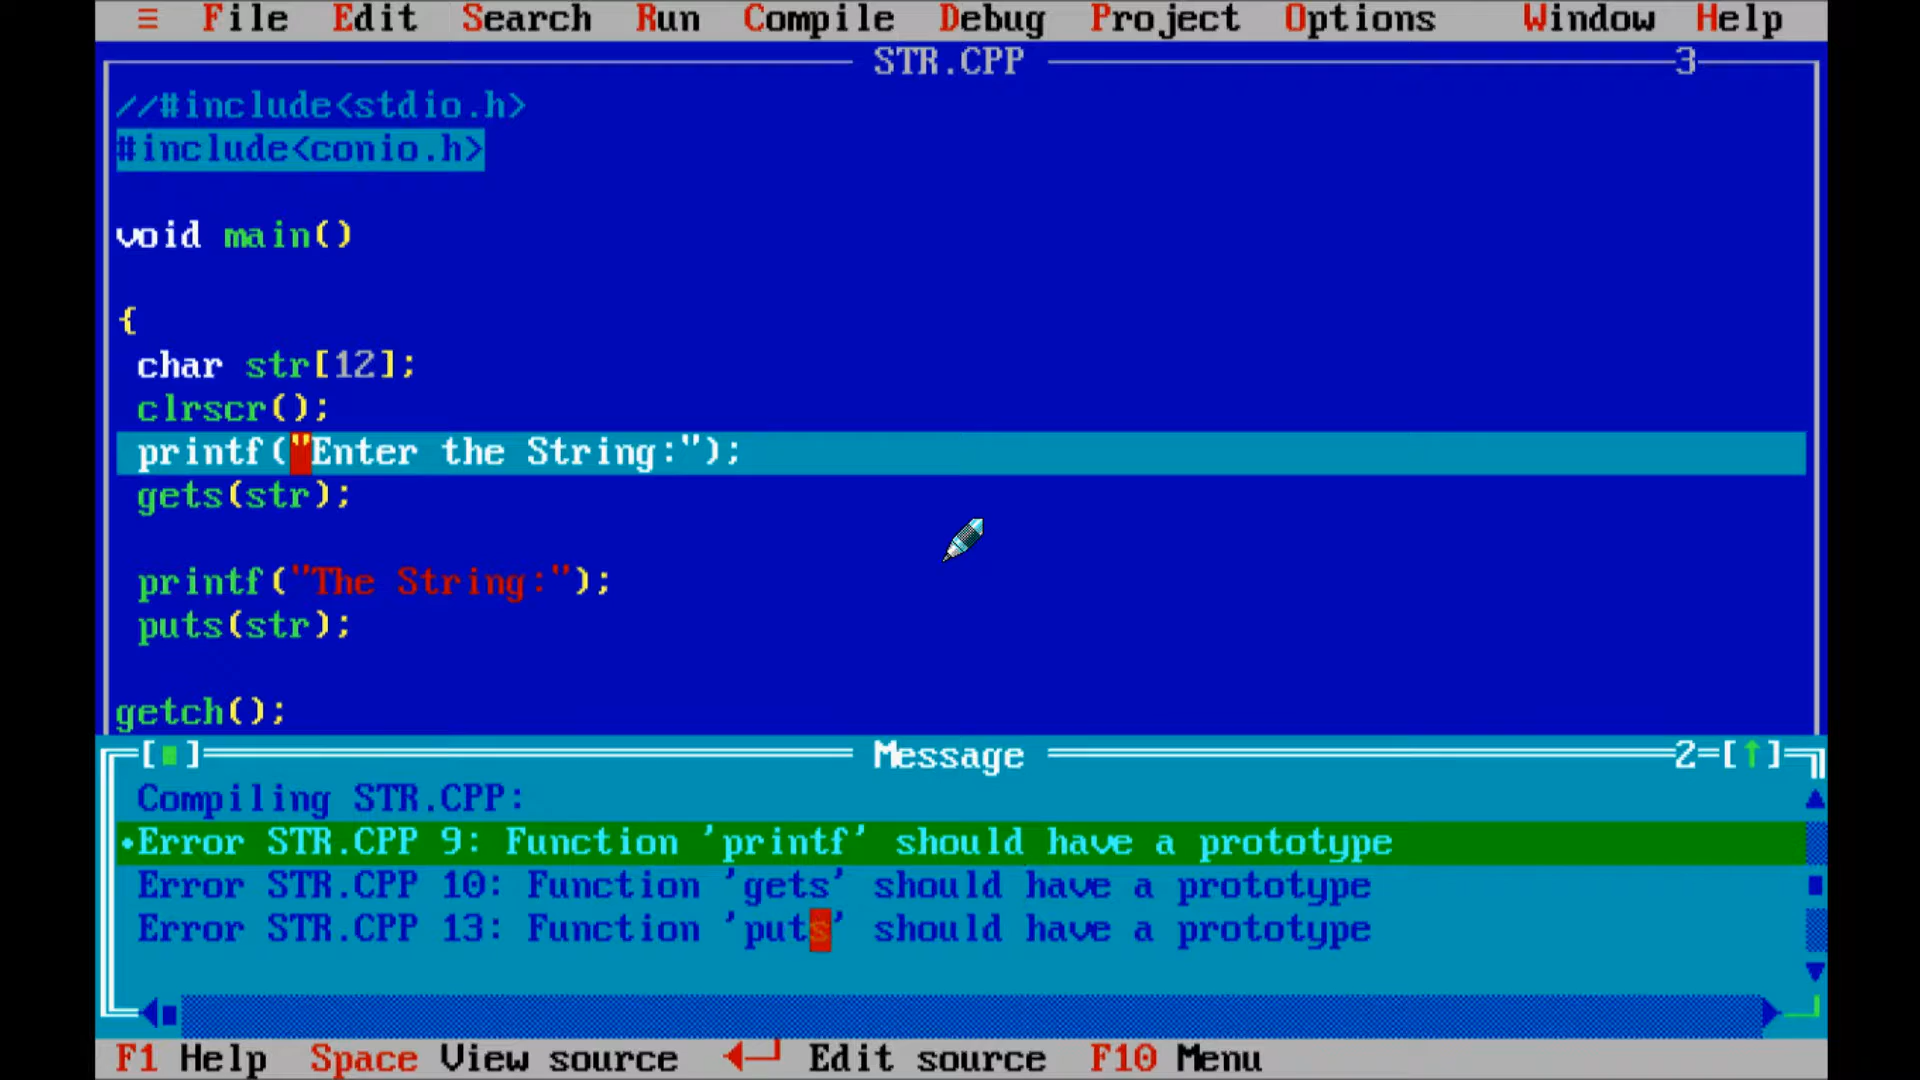 ≡ File Edit Search Run Compile Debug Project Options Window Help
STR.CPP 3
//#include<stdio.h>
#include<conio.h>
void main()
{
char str[12];
clrscr();
printf("Enter the String:");
gets(str);
printf("The String:");
puts(str);
getch();
[■] Message 2=[↑]
Compiling STR.CPP:
•Error STR.CPP 9: Function 'printf' should have a prototype
Error STR.CPP 10: Function 'gets' should have a prototype
Error STR.CPP 13: Function 'puts' should have a prototype
F1 Help Space View source ◄─┘ Edit source F10 Menu